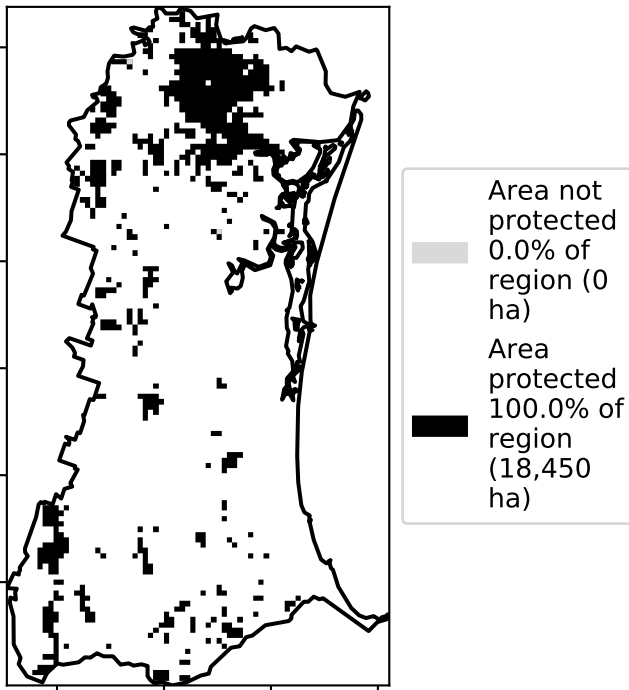 Area not
protected
0.0% of
region (0
ha)
Area
protected
100.0% of
region
(18,450
ha)